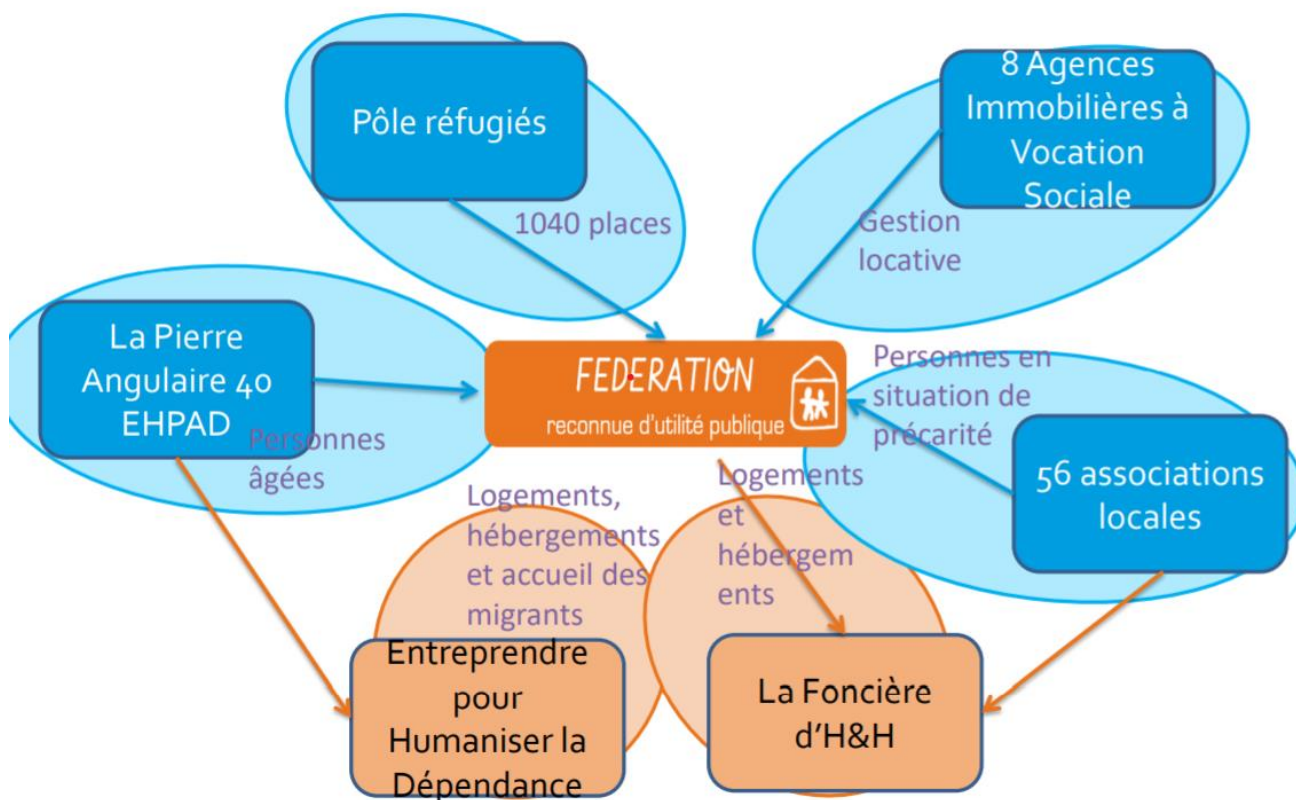 Pôle réfugiés
1040 places
8 Agences
Immobilières à
Vocation
Sociale
Gestion
locative
La Pierre
Angulaire 40
EHPAD
Personnes
âgées
FEDERATION
reconnue d'utilité publique
Personnes en
situation de
précarité
56 associations
locales
Logements,
hébergements
et accueil des
migrants
Logements
et
hébergem
ents
Entreprendre
pour
Humaniser la
Dépendance
La Foncière
d'H&H